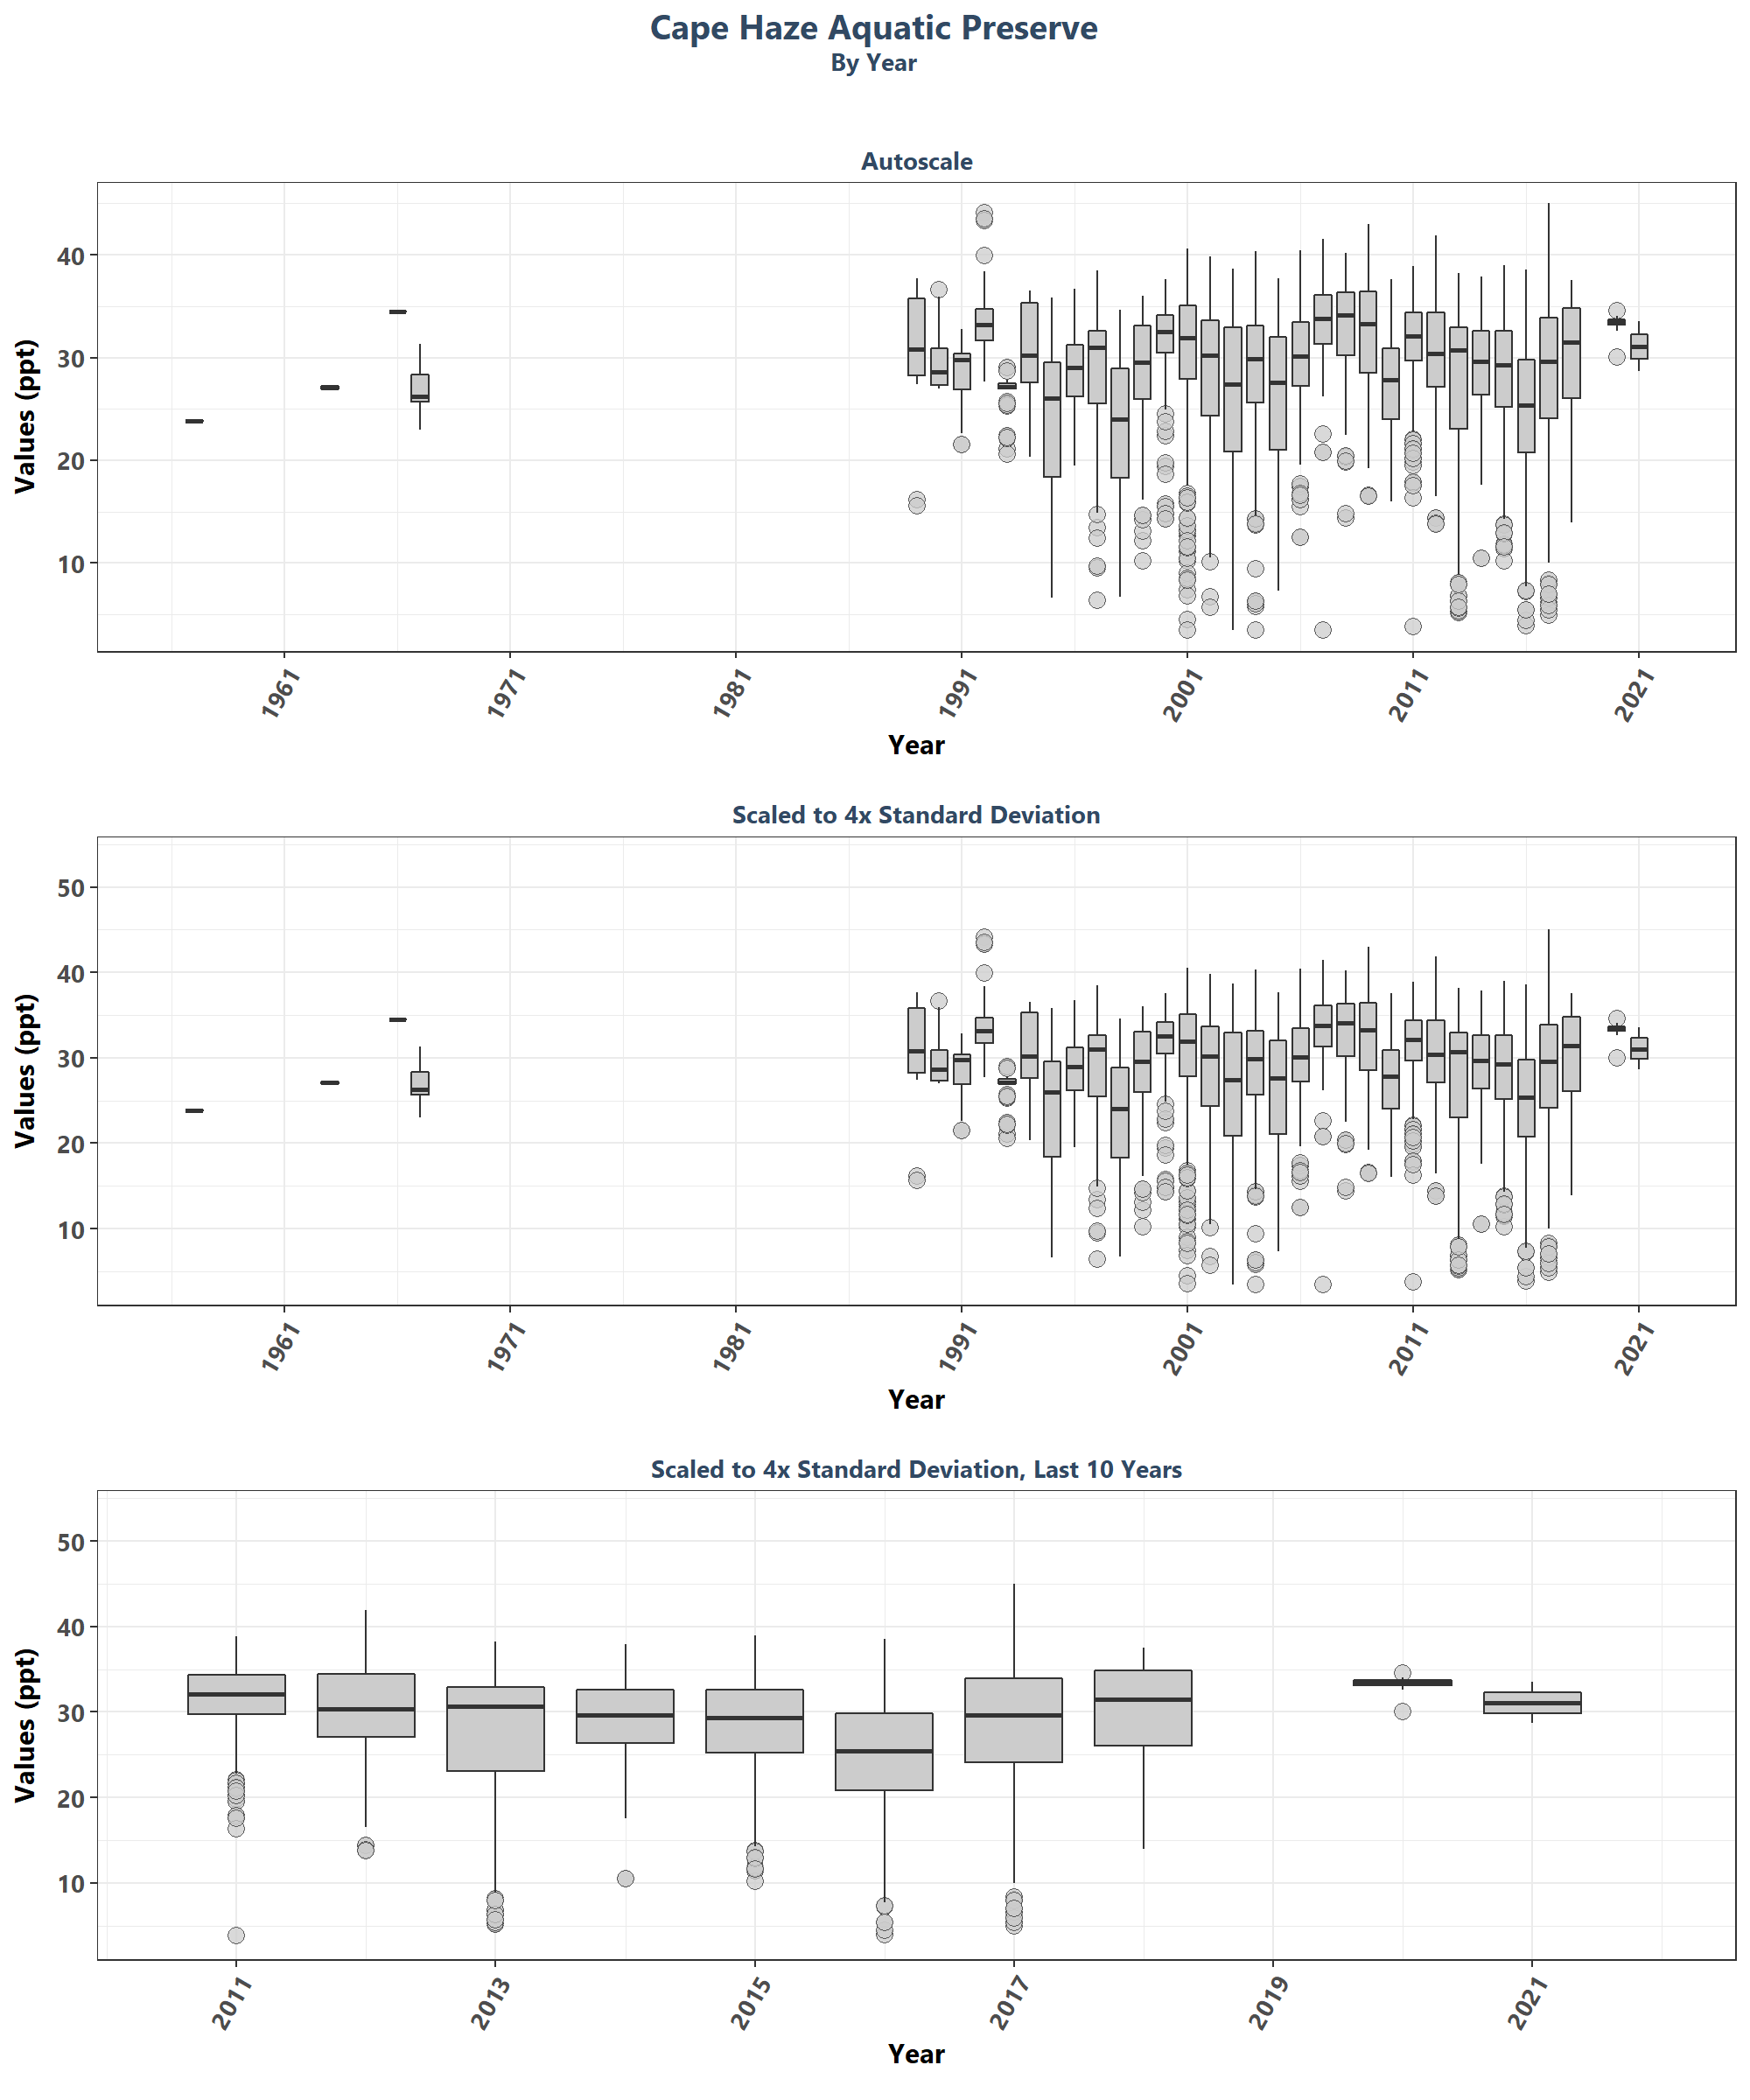 Cape Haze Aquatic Preserve
By Year
Autoscale
Values (ppt)
40
30
20
10
1961 1971 1981 1991 2001 2011 2021
Year
Scaled to 4x Standard Deviation
Values (ppt)
50
40
30
20
10
1961 1971 1981 1991 2001 2011 2021
Year
Scaled to 4x Standard Deviation, Last 10 Years
Values (ppt)
50
40
30
20
10
2011 2013 2015 2017 2019 2021
Year